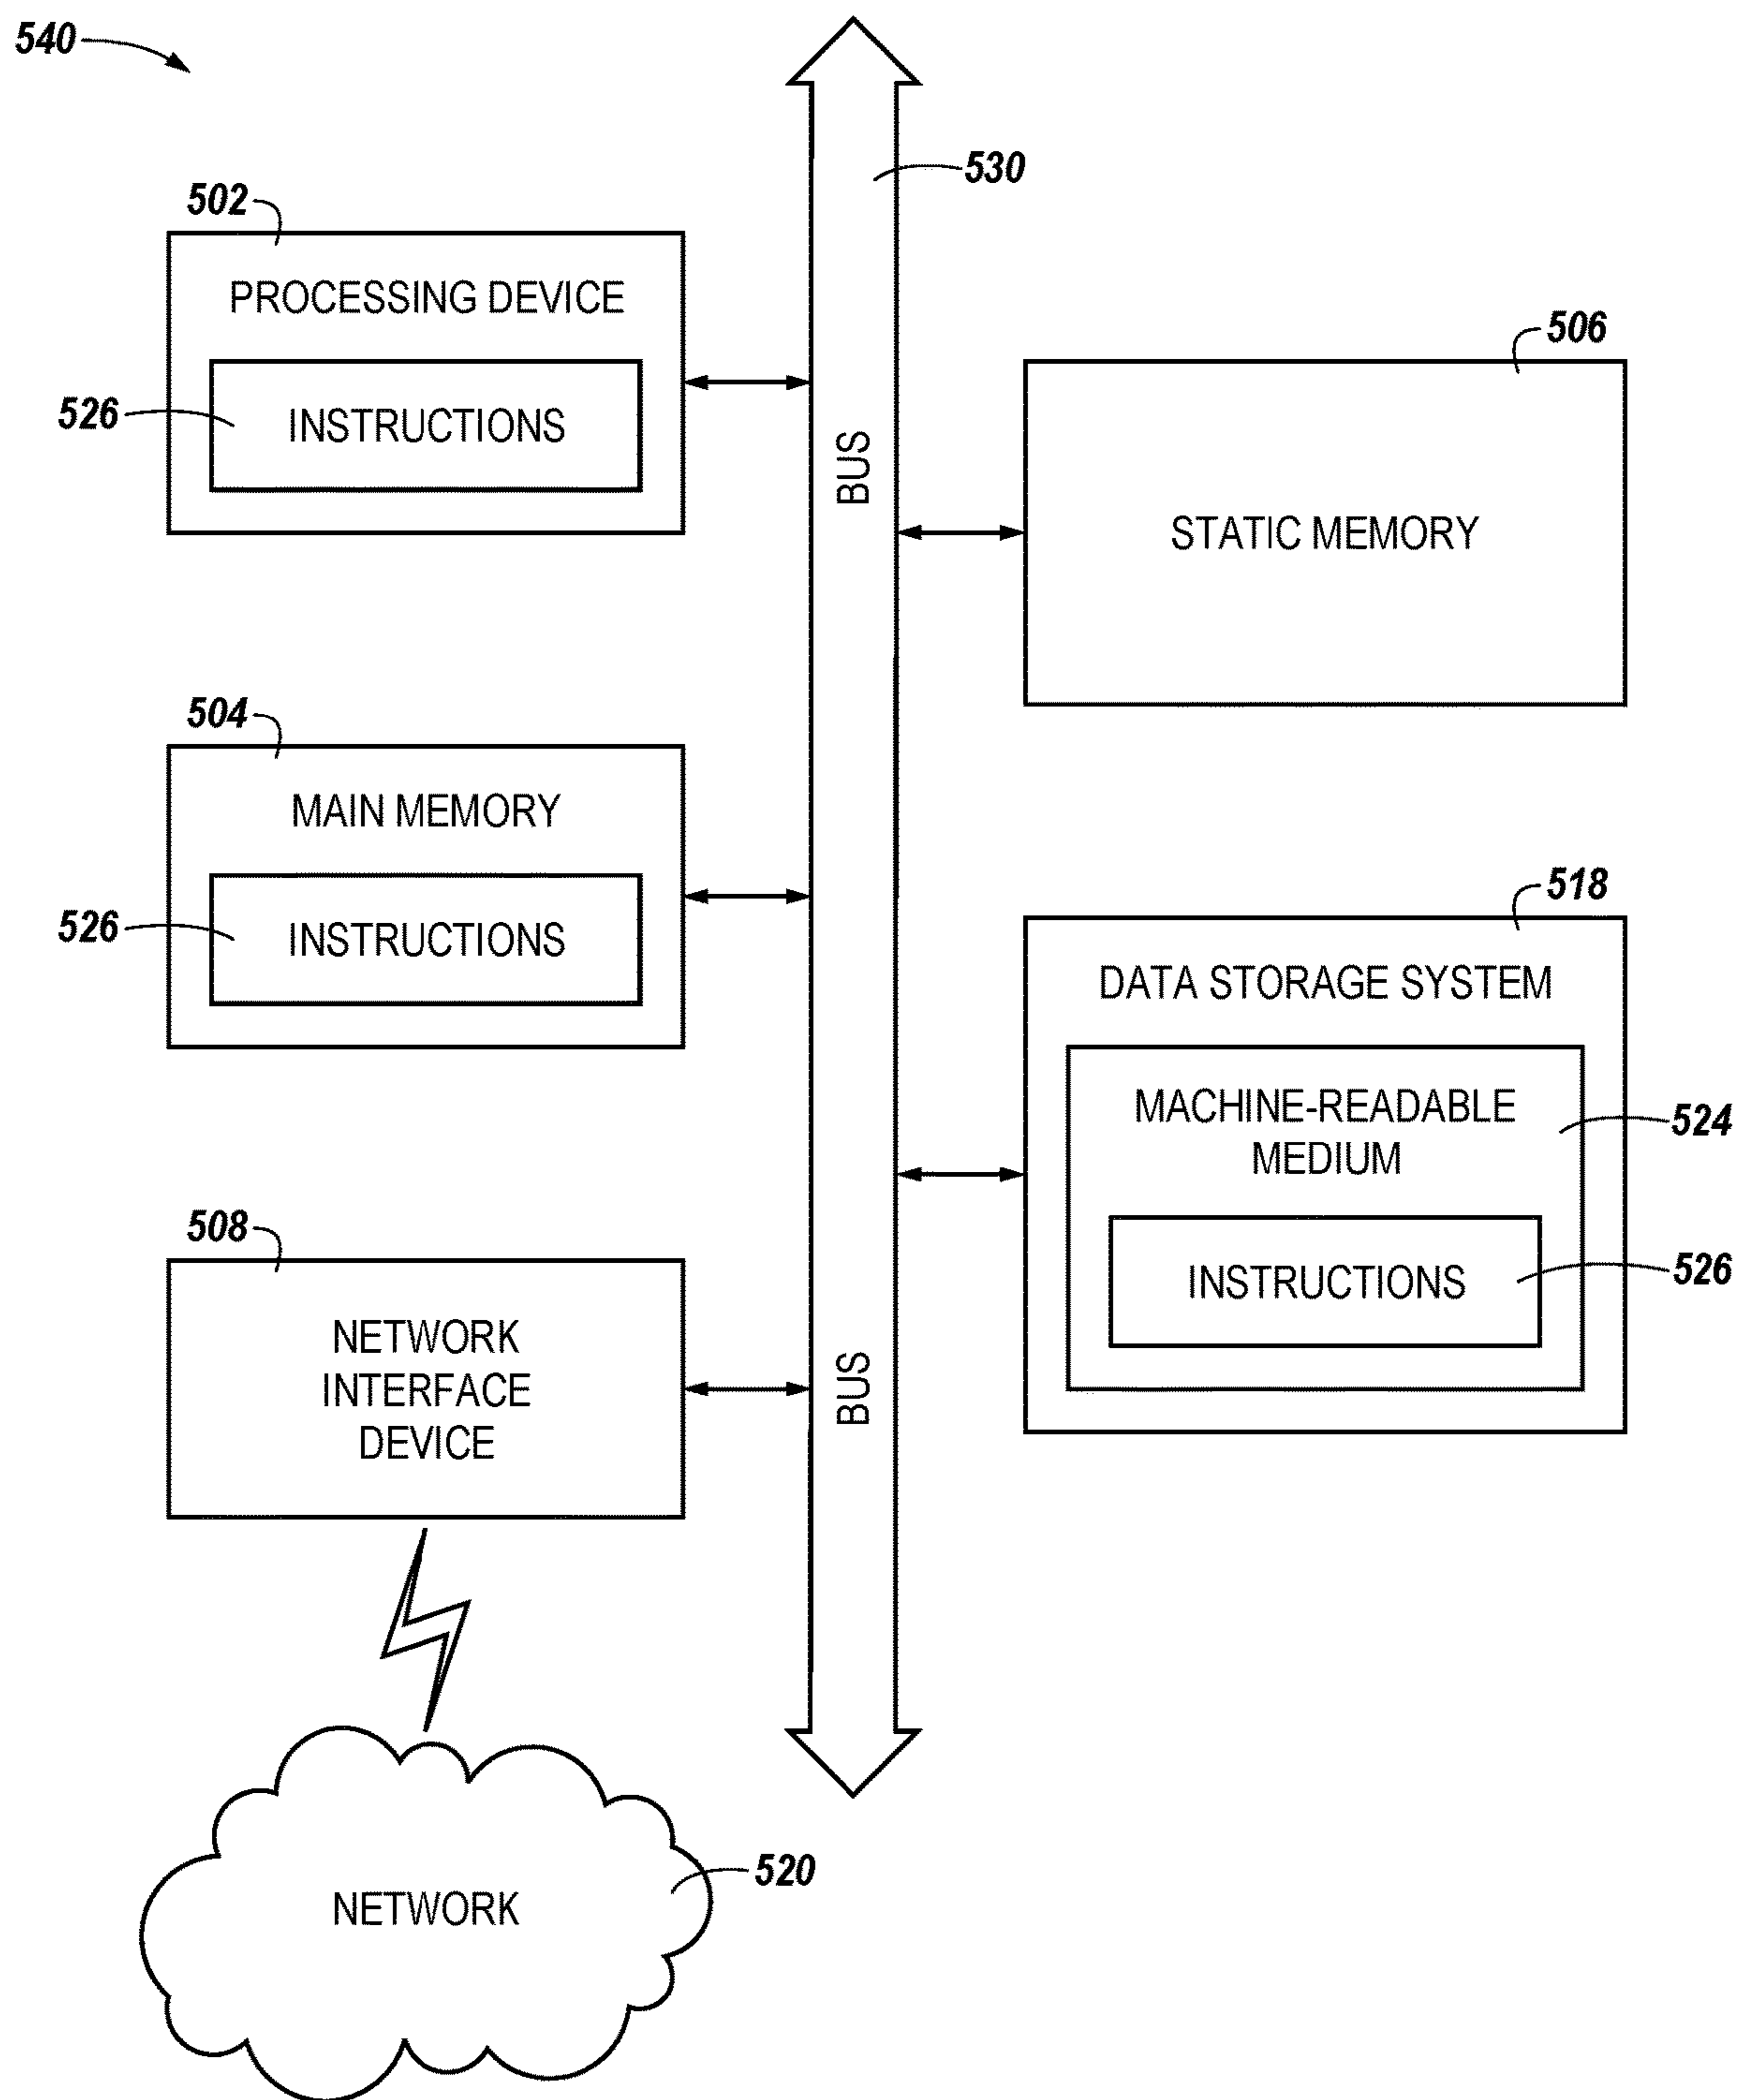 540
530
502
PROCESSING DEVICE
526
INSTRUCTIONS
BUS
506
STATIC MEMORY
504
MAIN MEMORY
526
INSTRUCTIONS
518
DATA STORAGE SYSTEM
MACHINE-READABLE
MEDIUM
524
INSTRUCTIONS
526
508
NETWORK
INTERFACE
DEVICE
BUS
520
NETWORK